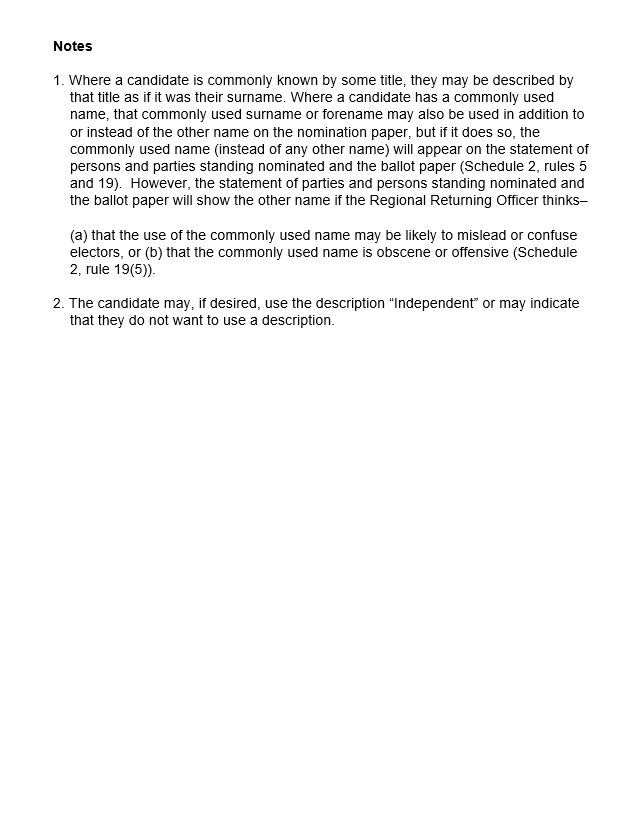 Notes
1. Where a candidate is commonly known by some title, they may be described by
that title as if it was their surname. Where a candidate has a commonly used
name, that commonly used surname or forename may also be used in addition to
or instead of the other name on the nomination paper, but if it does so, the
commonly used name (instead of any other name) will appear on the statement of
persons and parties standing nominated and the ballot paper (Schedule 2, rules 5
and 19).  However, the statement of parties and persons standing nominated and
the ballot paper will show the other name if the Regional Returning Officer thinks–
(a) that the use of the commonly used name may be likely to mislead or confuse
electors, or (b) that the commonly used name is obscene or offensive (Schedule
2, rule 19(5)).
2. The candidate may, if desired, use the description “Independent” or may indicate
that they do not want to use a description.